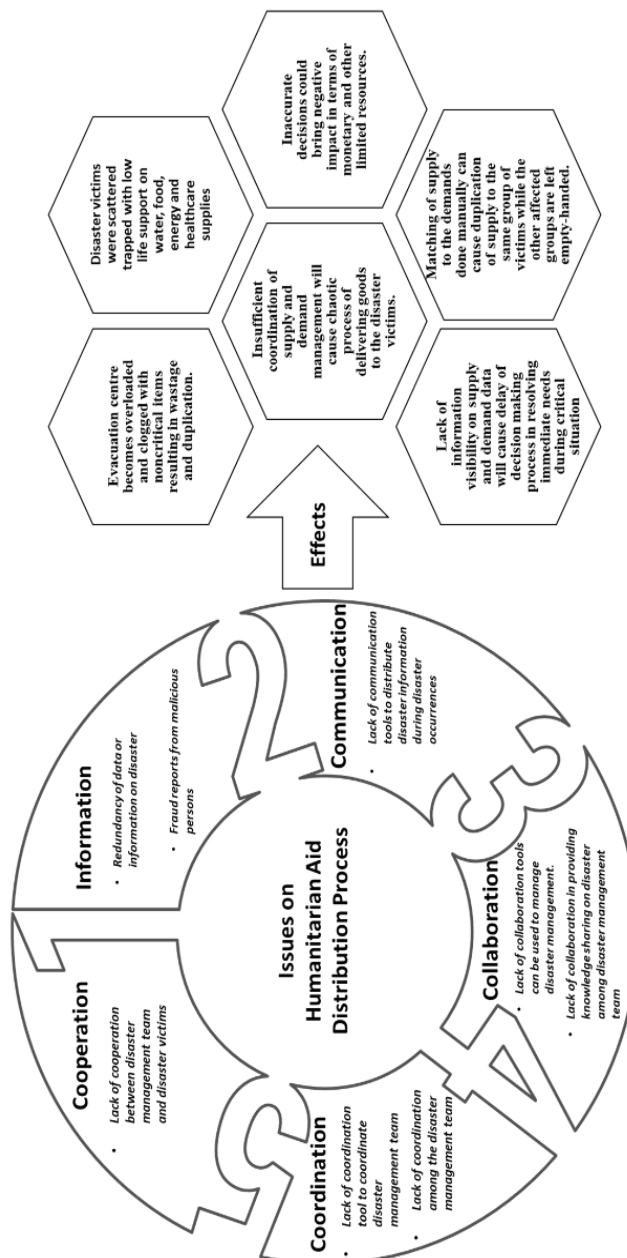 Issues on
Humanitarian Aid
Distribution Process
1
Information
• Redundancy of data or
information on disaster
• Fraud reports from malicious
persons
2
Communication
• Lack of communication
tools to distribute
disaster information
during disaster
occurrences
3
Collaboration
• Lack of collaboration tools
can be used to manage
disaster management.
• Lack of collaboration in providing
knowledge sharing on disaster
among disaster management
team
4
Coordination
• Lack of coordination
tool to coordinate
disaster
management team
• Lack of coordination
among the disaster
management team
5
Cooperation
• Lack of cooperation
between disaster
management team
and disaster victims
Effects
Evacuation centre
becomes overloaded
and clogged with
noncritical items
resulting in wastage
and duplication.
Disaster victims
were scattered
trapped with low
life support on
water, food,
energy and
healthcare
supplies
Insufficient
coordination of
supply and
demand
management will
cause chaotic
process of
delivering goods
to the disaster
victims.
Inaccurate
decisions could
bring negative
impact in terms of
monetary and other
limited resources.
Lack of
information
visibility on supply
and demand data
will cause delay of
decision making
process in resolving
immediate needs
during critical
situation
Matching of supply
to the demands
done manually can
cause duplication
of supply to the
same group of
victims while the
other affected
groups are left
empty-handed.